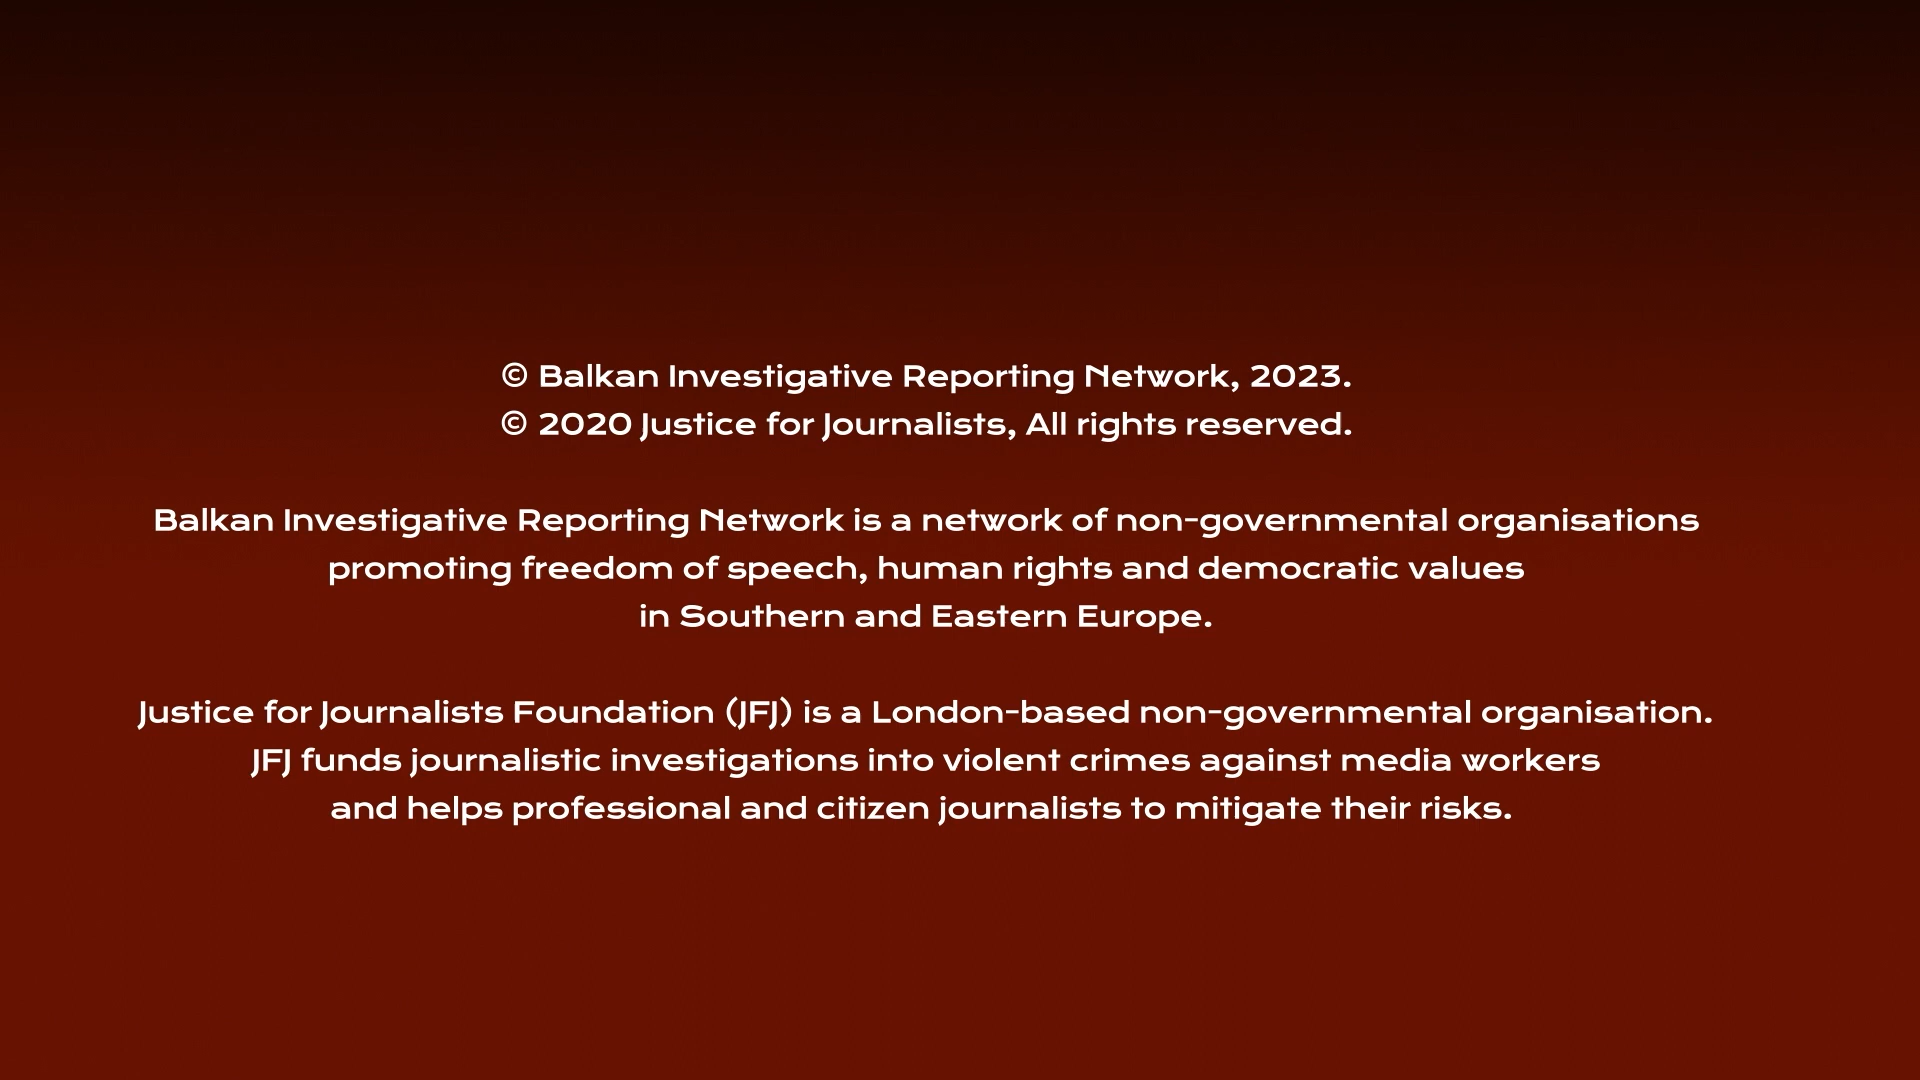 © Balkan Investigative Reporting Network, 2023.
© 2020 Justice for Journalists, All rights reserved.
Balkan Investigative Reporting Network is a network of non-governmental organisations
promoting freedom of speech, human rights and democratic values
in Southern and Eastern Europe.
Justice for Journalists Foundation (JFJ) is a London-based non-governmental organisation.
JFJ funds journalistic investigations into violent crimes against media workers
and helps professional and citizen journalists to mitigate their risks.